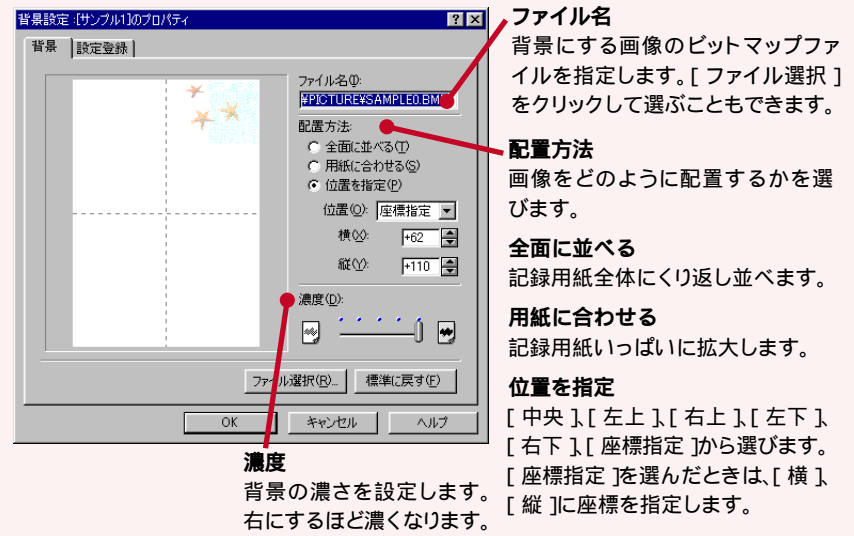 背景設定:[サンプル1]のプロパティ
背景
設定登録
ファイル名(I):
¥PICTURE¥SAMPLE0.BM
配置方法:
全面に並べる(T)
用紙に合わせる(S)
位置を指定(P)
位置(O): 座標指定
横(X): +62
縦(Y): +110
濃度(D):
ファイル選択(R)...
標準に戻す(F)
OK
キャンセル
ヘルプ
ファイル名
背景にする画像のビットマップファ
イルを指定します。[ ファイル選択 ]
をクリックして選ぶこともできます。
配置方法
画像をどのように配置するかを選
びます。
全面に並べる
記録用紙全体にくり返し並べます。
用紙に合わせる
記録用紙いっぱいに拡大します。
位置を指定
[ 中央 ]、[ 左上 ]、[ 右上 ]、[ 左下 ]、
[ 右下 ]、[ 座標指定 ]から選びます。
[ 座標指定 ]を選んだときは、[ 横 ]、
[ 縦 ]に座標を指定します。
濃度
背景の濃さを設定します。
右にするほど濃くなります。